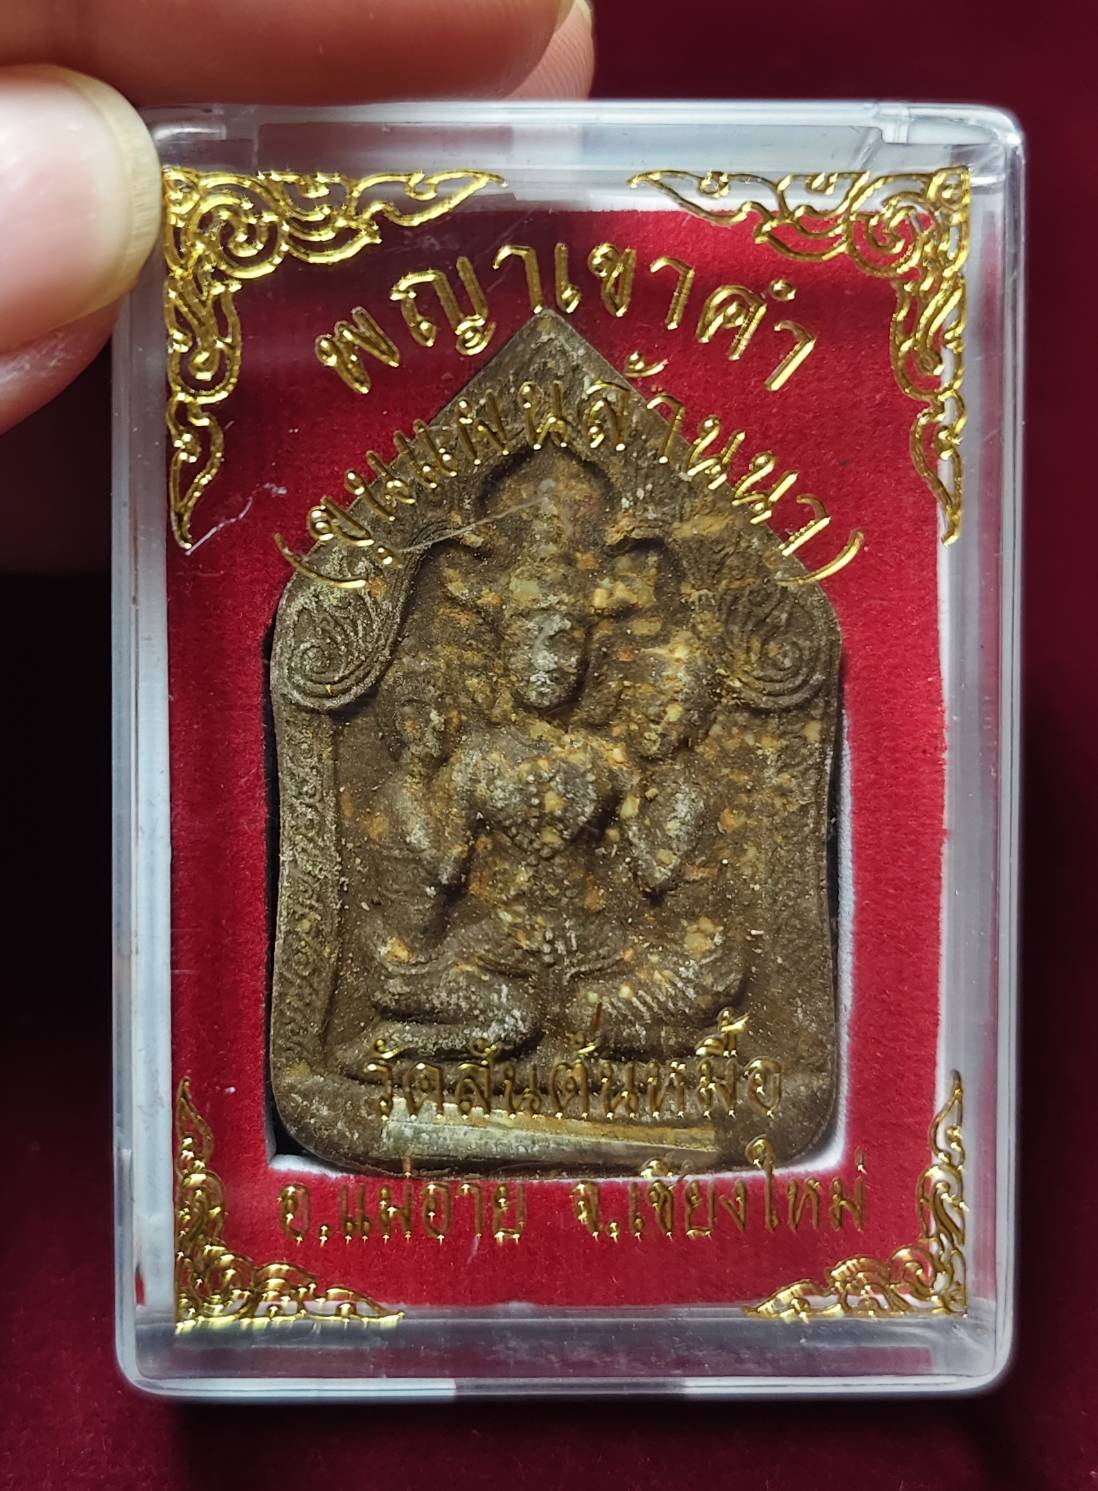 พญาเขาคำ
(ขุนแผนล้านนา)
วัดสันต้นหมื้อ
อ.แม่อาย จ.เชียงใหม่